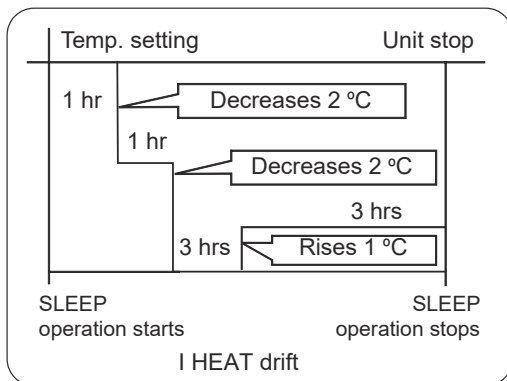 Temp. setting
Unit stop
1 hr
Decreases 2 ºC
1 hr
Decreases 2 ºC
3 hrs
3 hrs
Rises 1 ºC
SLEEP
operation starts
SLEEP
operation stops
I HEAT drift